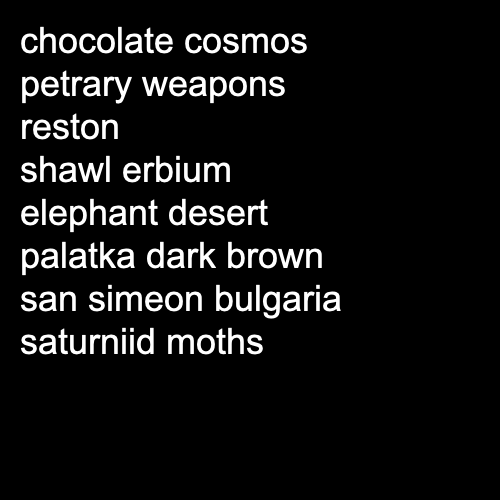 chocolate cosmos
petrary weapons
reston
shawl erbium
elephant desert
palatka dark brown
san simeon bulgaria
saturniid moths